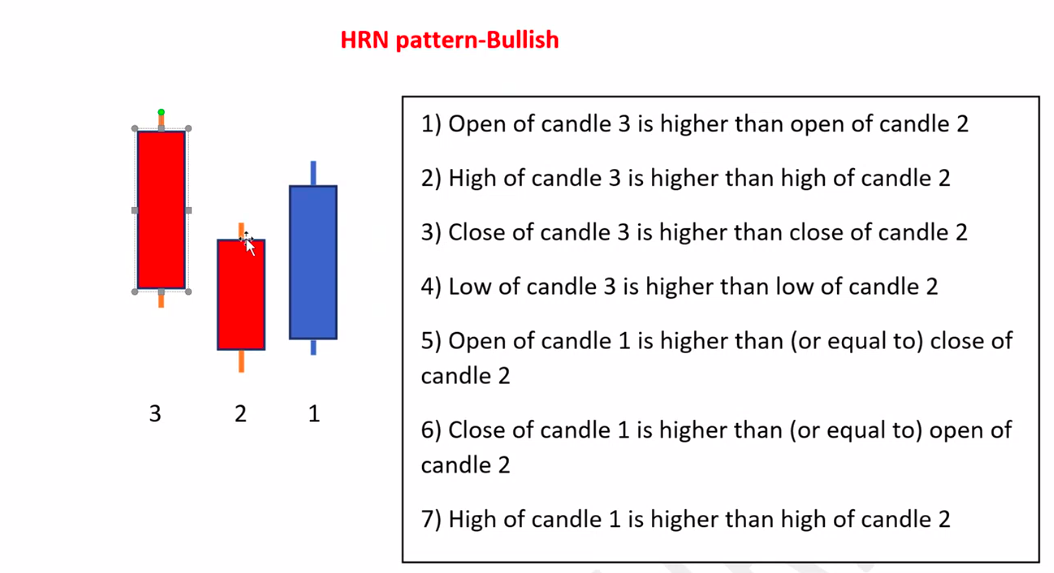 HRN pattern-Bullish
1) Open of candle 3 is higher than open of candle 2
2) High of candle 3 is higher than high of candle 2
3) Close of candle 3 is higher than close of candle 2
4) Low of candle 3 is higher than low of candle 2
5) Open of candle 1 is higher than (or equal to) close of
candle 2
6) Close of candle 1 is higher than (or equal to) open of
candle 2
7) High of candle 1 is higher than high of candle 2
3 2 1